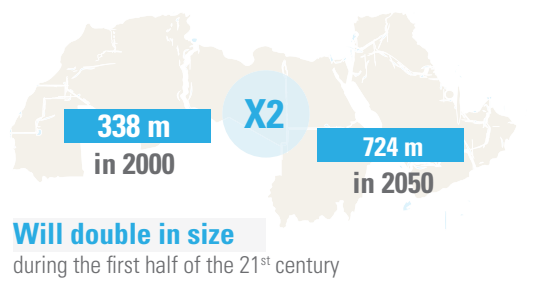 338 m
in 2000
X2
724 m
in 2050
Will double in size
during the first half of the 21st century